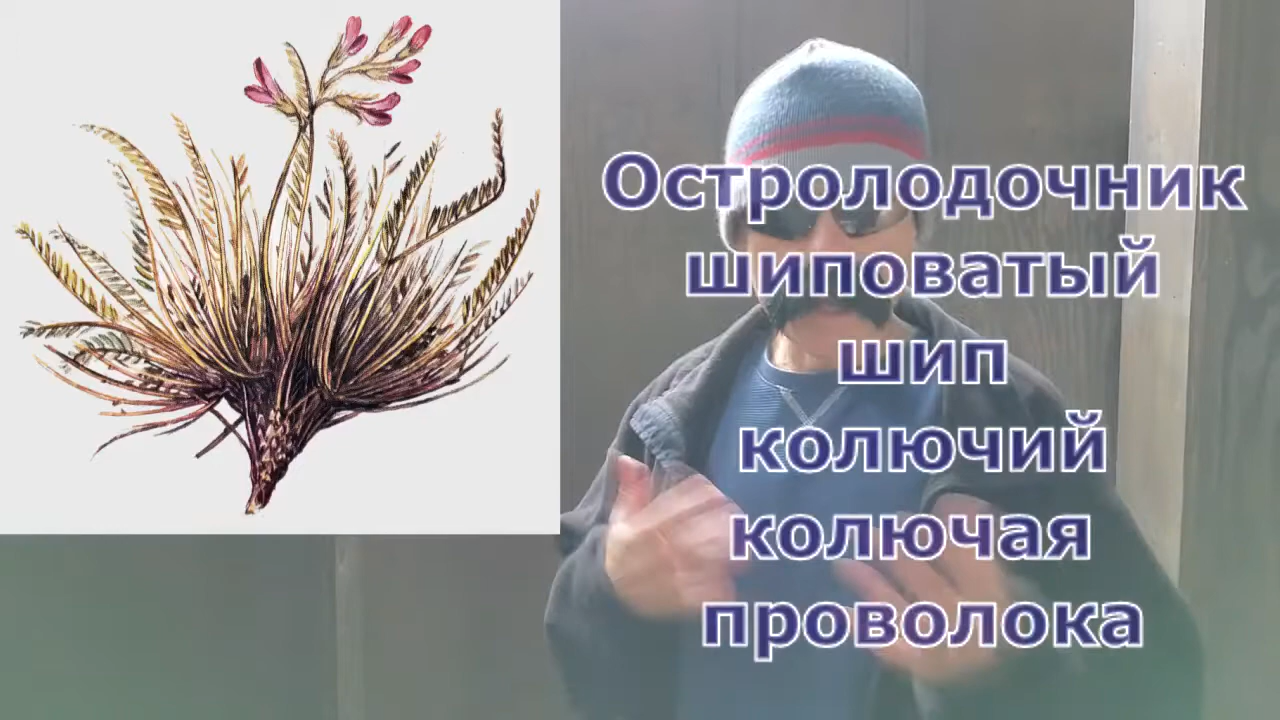 Остролодочник
шиповатый
шип
колючий
колючая
проволока